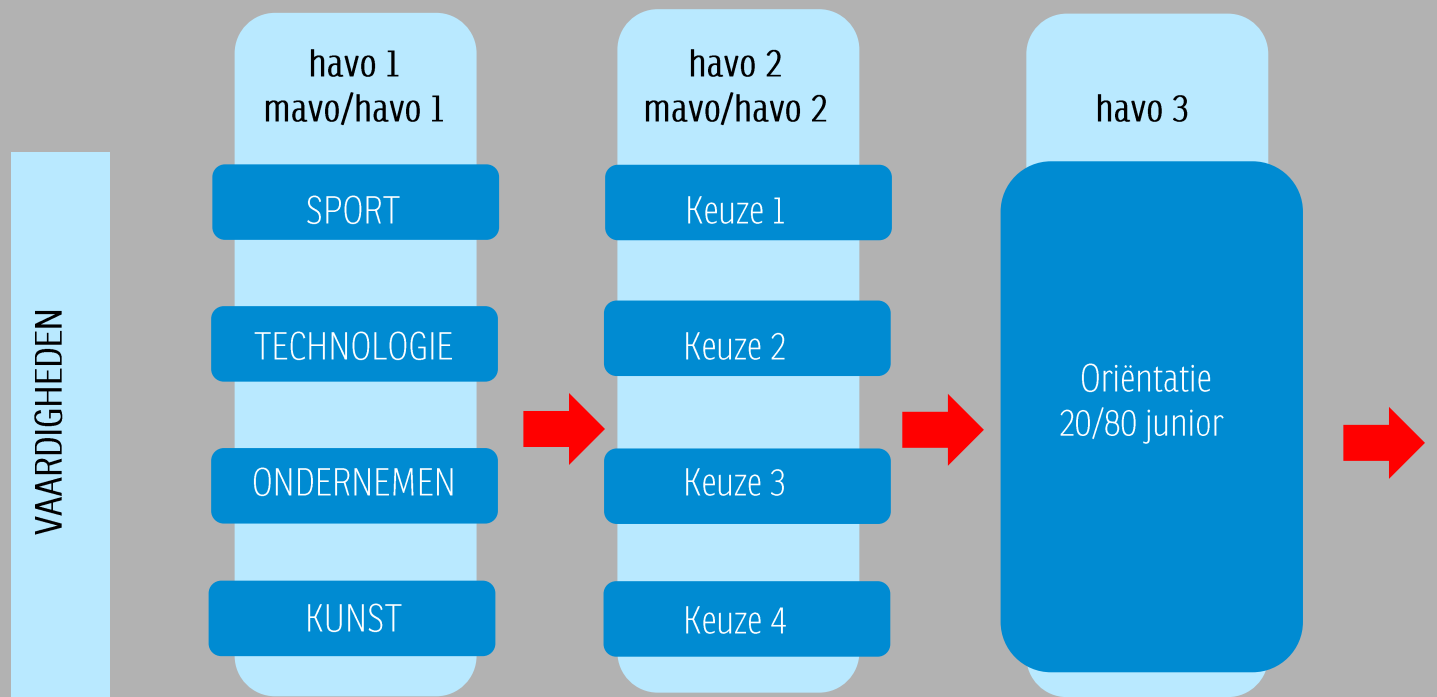 havo 1
mavo/havo 1
havo 2
mavo/havo 2
havo 3
VAARDIGHEDEN
SPORT
TECHNOLOGIE
ONDERNEMEN
KUNST
Keuze 1
Keuze 2
Keuze 3
Keuze 4
Oriëntatie
20/80 junior